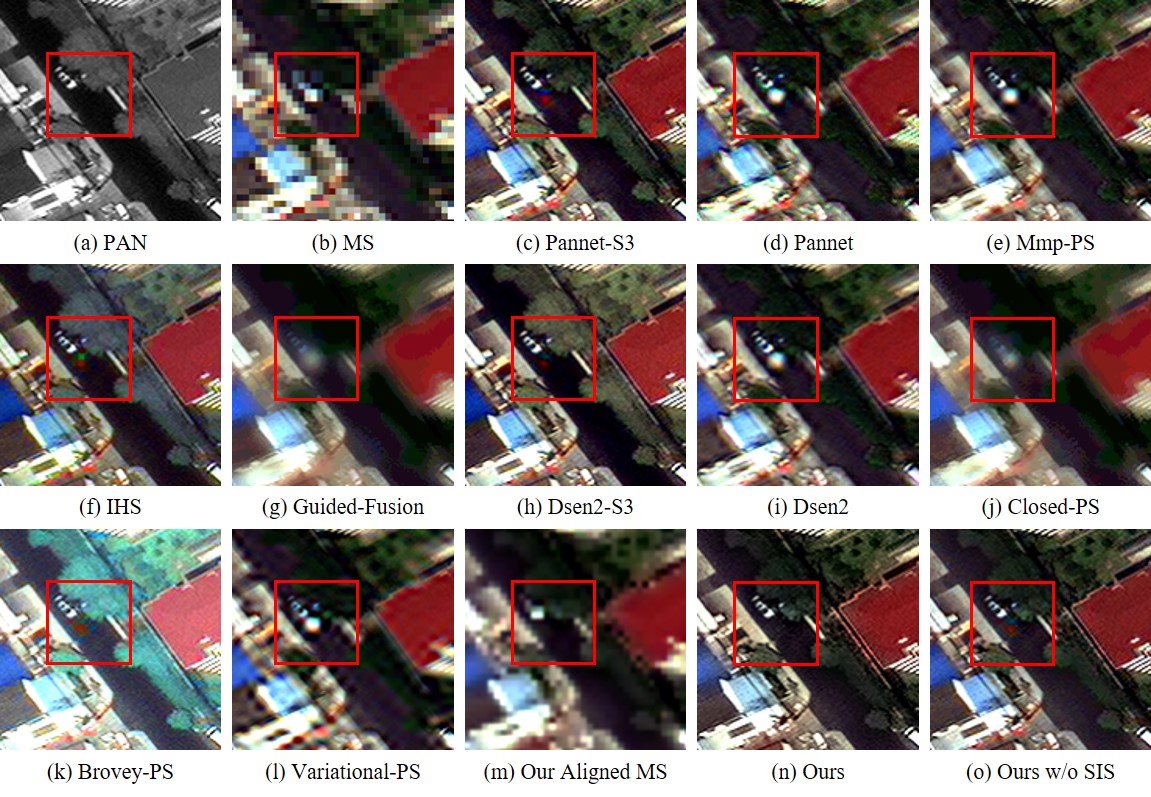 (a) PAN
(b) MS
(c) Pannet-S3
(d) Pannet
(e) Mmp-PS
(f) IHS
(g) Guided-Fusion
(h) Dsen2-S3
(i) Dsen2
(j) Closed-PS
(k) Brovey-PS
(l) Variational-PS
(m) Our Aligned MS
(n) Ours
(o) Ours w/o SIS